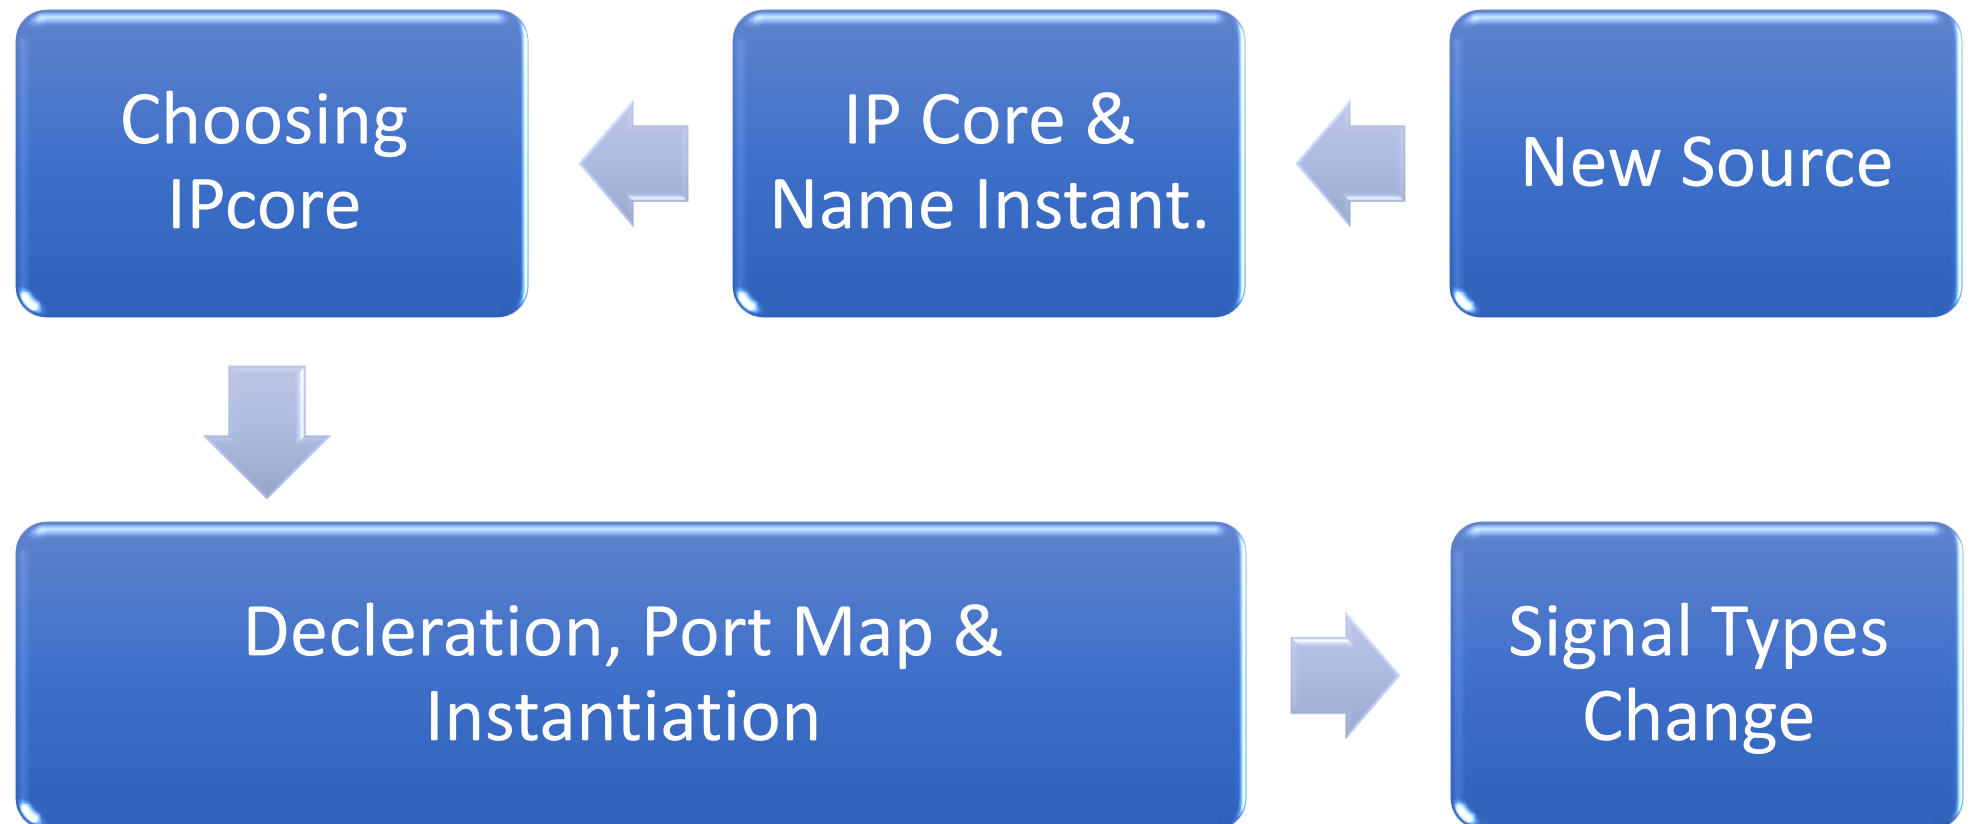 Choosing
IPcore
IP Core &
Name Instant.
New Source
Decleration, Port Map &
Instantiation
Signal Types
Change